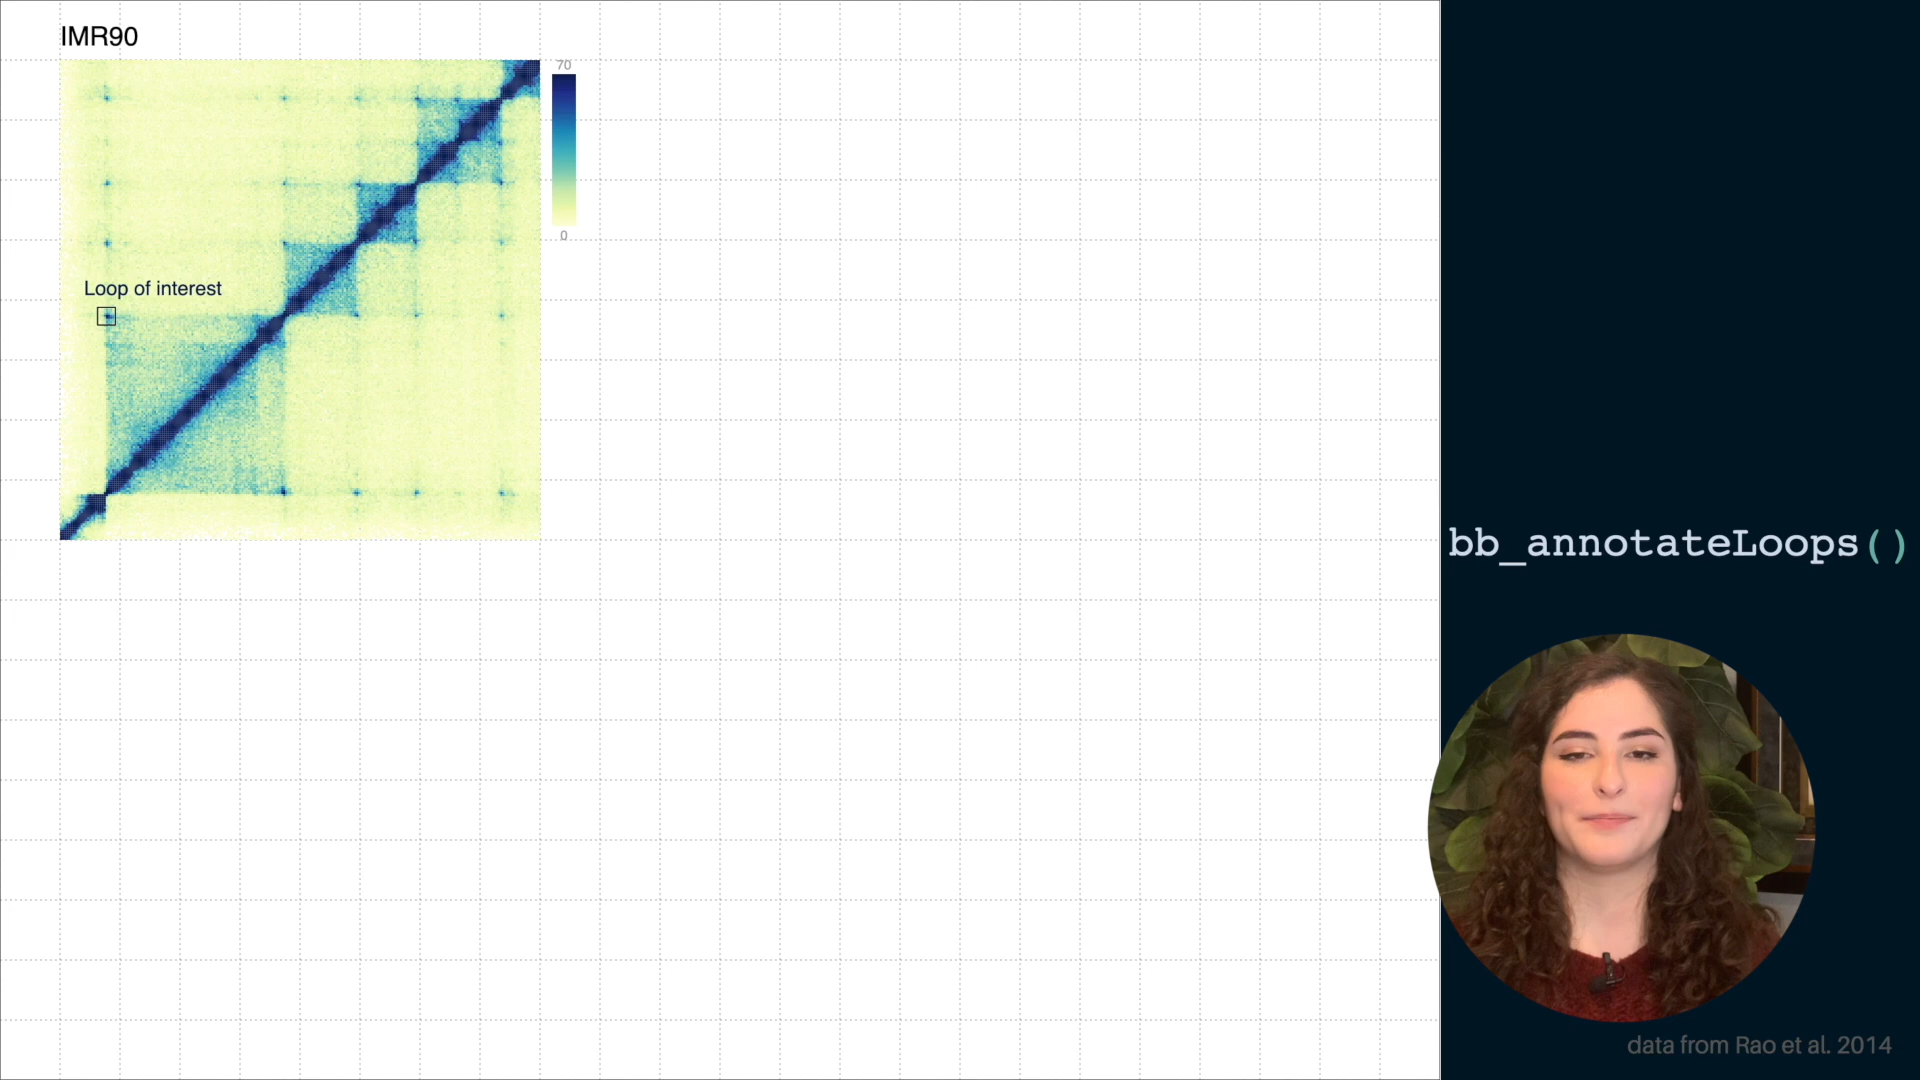 IMR90
70
0
Loop of interest
bb_annotateLoops()
data from Rao et al. 2014